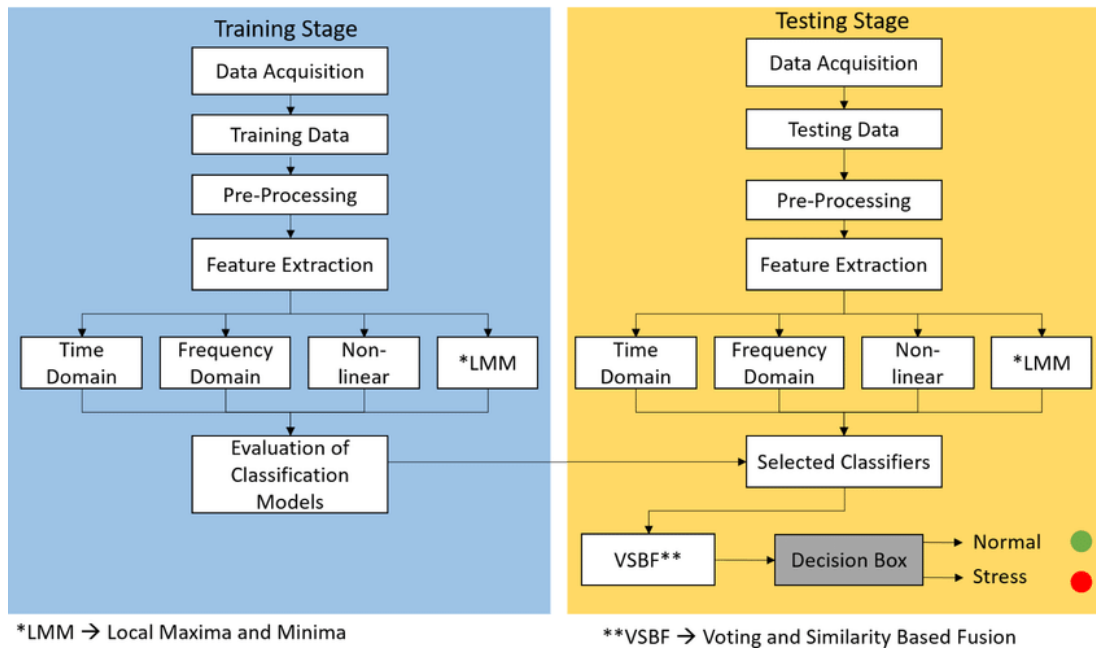 Training Stage
Data Acquisition
Training Data
Pre-Processing
Feature Extraction
Time
Domain
Frequency
Domain
Non-
linear
*LMM
Evaluation of
Classification
Models
*LMM → Local Maxima and Minima
Testing Stage
Data Acquisition
Testing Data
Pre-Processing
Feature Extraction
Time
Domain
Frequency
Domain
Non-
linear
*LMM
Selected Classifiers
VSBF**
Decision Box
Normal
Stress
**VSBF → Voting and Similarity Based Fusion